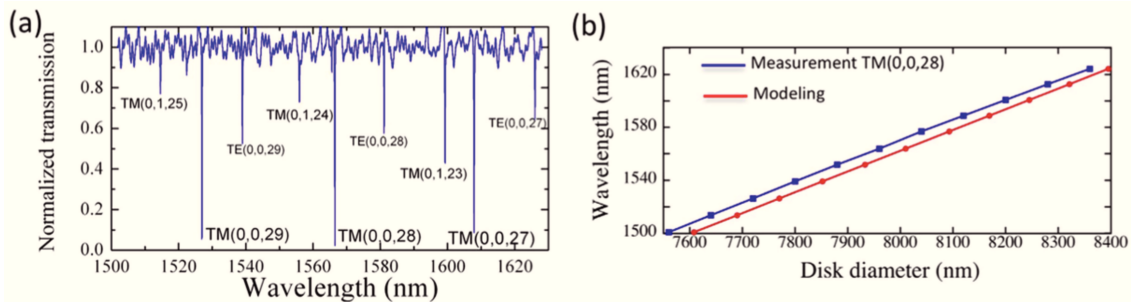 (a)
Normalized transmission
1.0
0.8
0.6
0.4
0.2
0.0
TM(0,1,25)
TM(0,0,29)
TE(0,0,29)
TM(0,1,24)
TM(0,0,28)
TE(0,0,28)
TM(0,1,23)
TM(0,0,27)
TE(0,0,27)
1500 1520 1540 1560 1580 1600 1620
Wavelength (nm)
(b)
Wavelength (nm)
1620
1580
1540
1500
Measurement TM(0,0,28)
Modeling
7600 7700 7800 7900 8000 8100 8200 8300 8400
Disk diameter (nm)